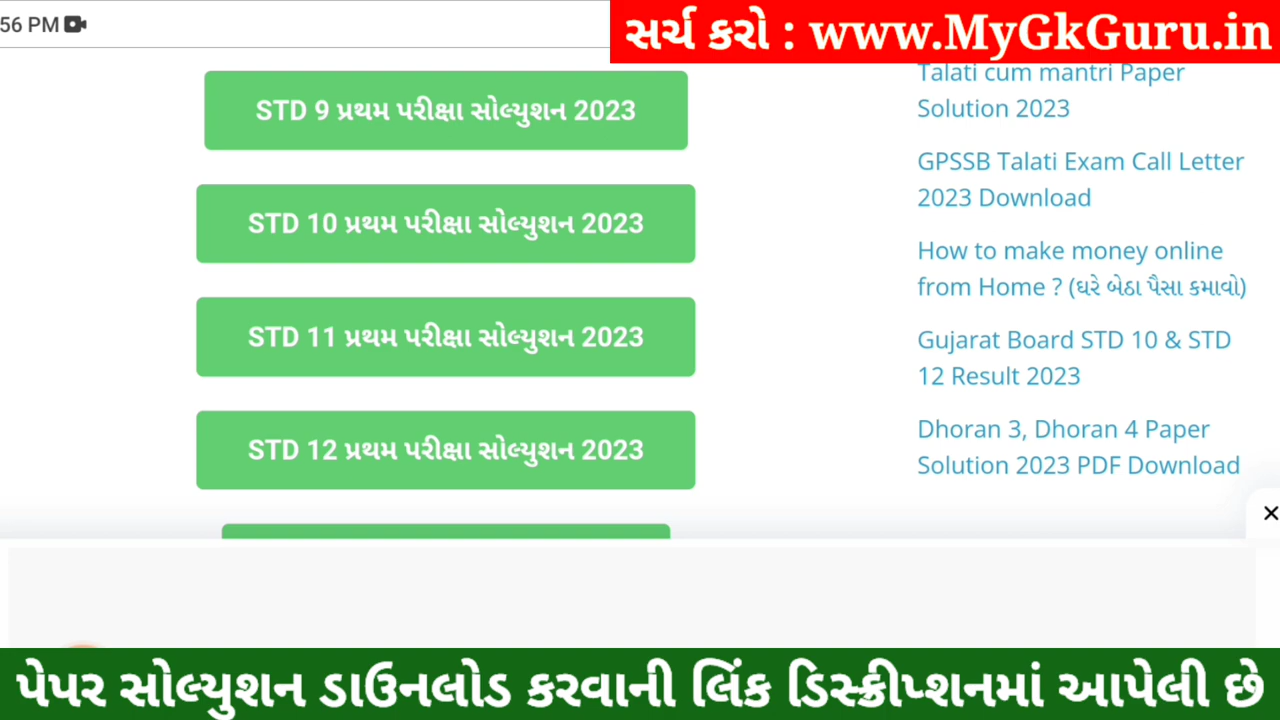 56 PM
સર્ચ કરો : www.MyGkGuru.in
STD 9 પ્રથમ પરીક્ષા સોલ્યુશન 2023
STD 10 પ્રથમ પરીક્ષા સોલ્યુશન 2023
STD 11 પ્રથમ પરીક્ષા સોલ્યુશન 2023
STD 12 પ્રથમ પરીક્ષા સોલ્યુશન 2023
Talati cum mantri Paper
Solution 2023
GPSSB Talati Exam Call Letter
2023 Download
How to make money online
from Home ? (ઘરે બેઠા પૈસા કમાવો)
Gujarat Board STD 10 & STD
12 Result 2023
Dhoran 3, Dhoran 4 Paper
Solution 2023 PDF Download
પેપર સોલ્યુશન ડાઉનલોડ કરવાની લિંક ડિસ્ક્રીપ્શનમાં આપેલી છે